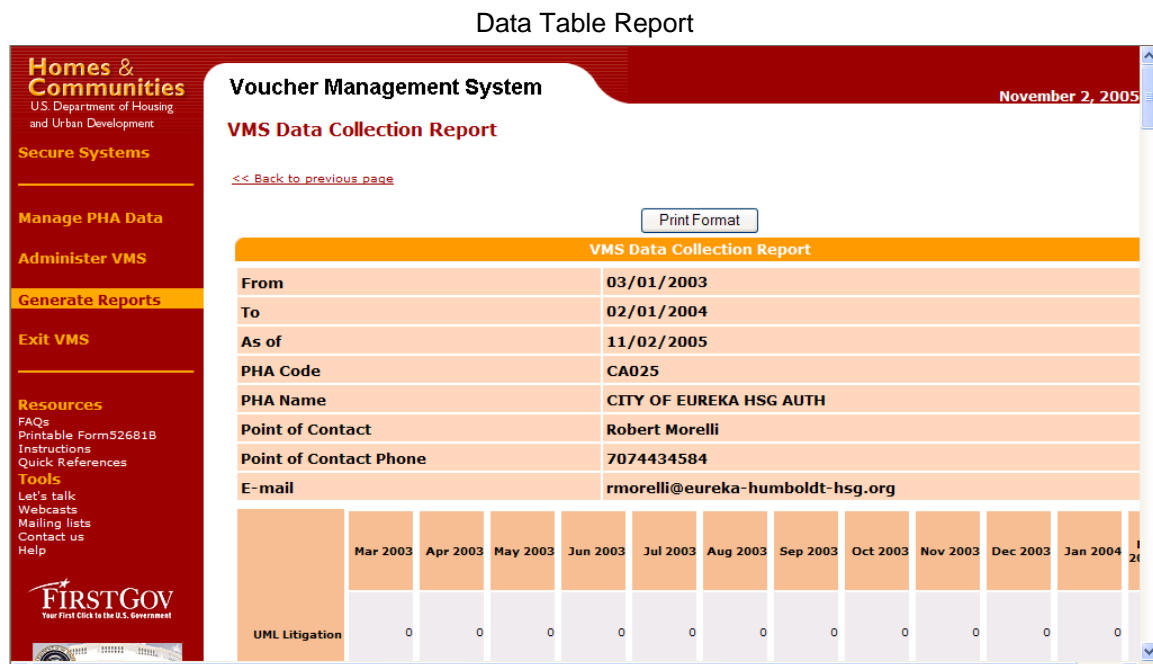 Data Table Report
Homes &
Communities
U.S. Department of Housing
and Urban Development
Secure Systems
Manage PHA Data
Administer VMS
Generate Reports
Exit VMS
Resources
FAQs
Printable Form52681B
Instructions
Quick References
Tools
Let's talk
Webcasts
Mailing lists
Contact us
Help
FIRSTGOV
Your First Click to the U.S. Government
Voucher Management System
November 2, 2005
VMS Data Collection Report
<< Back to previous page
Print Format
VMS Data Collection Report
From 03/01/2003
To 02/01/2004
As of 11/02/2005
PHA Code CA025
PHA Name CITY OF EUREKA HSG AUTH
Point of Contact Robert Morelli
Point of Contact Phone 7074434584
E-mail rmorelli@eureka-humboldt-hsg.org
Mar 2003 Apr 2003 May 2003 Jun 2003 Jul 2003 Aug 2003 Sep 2003 Oct 2003 Nov 2003 Dec 2003 Jan 2004
UML Litigation 0 0 0 0 0 0 0 0 0 0 0